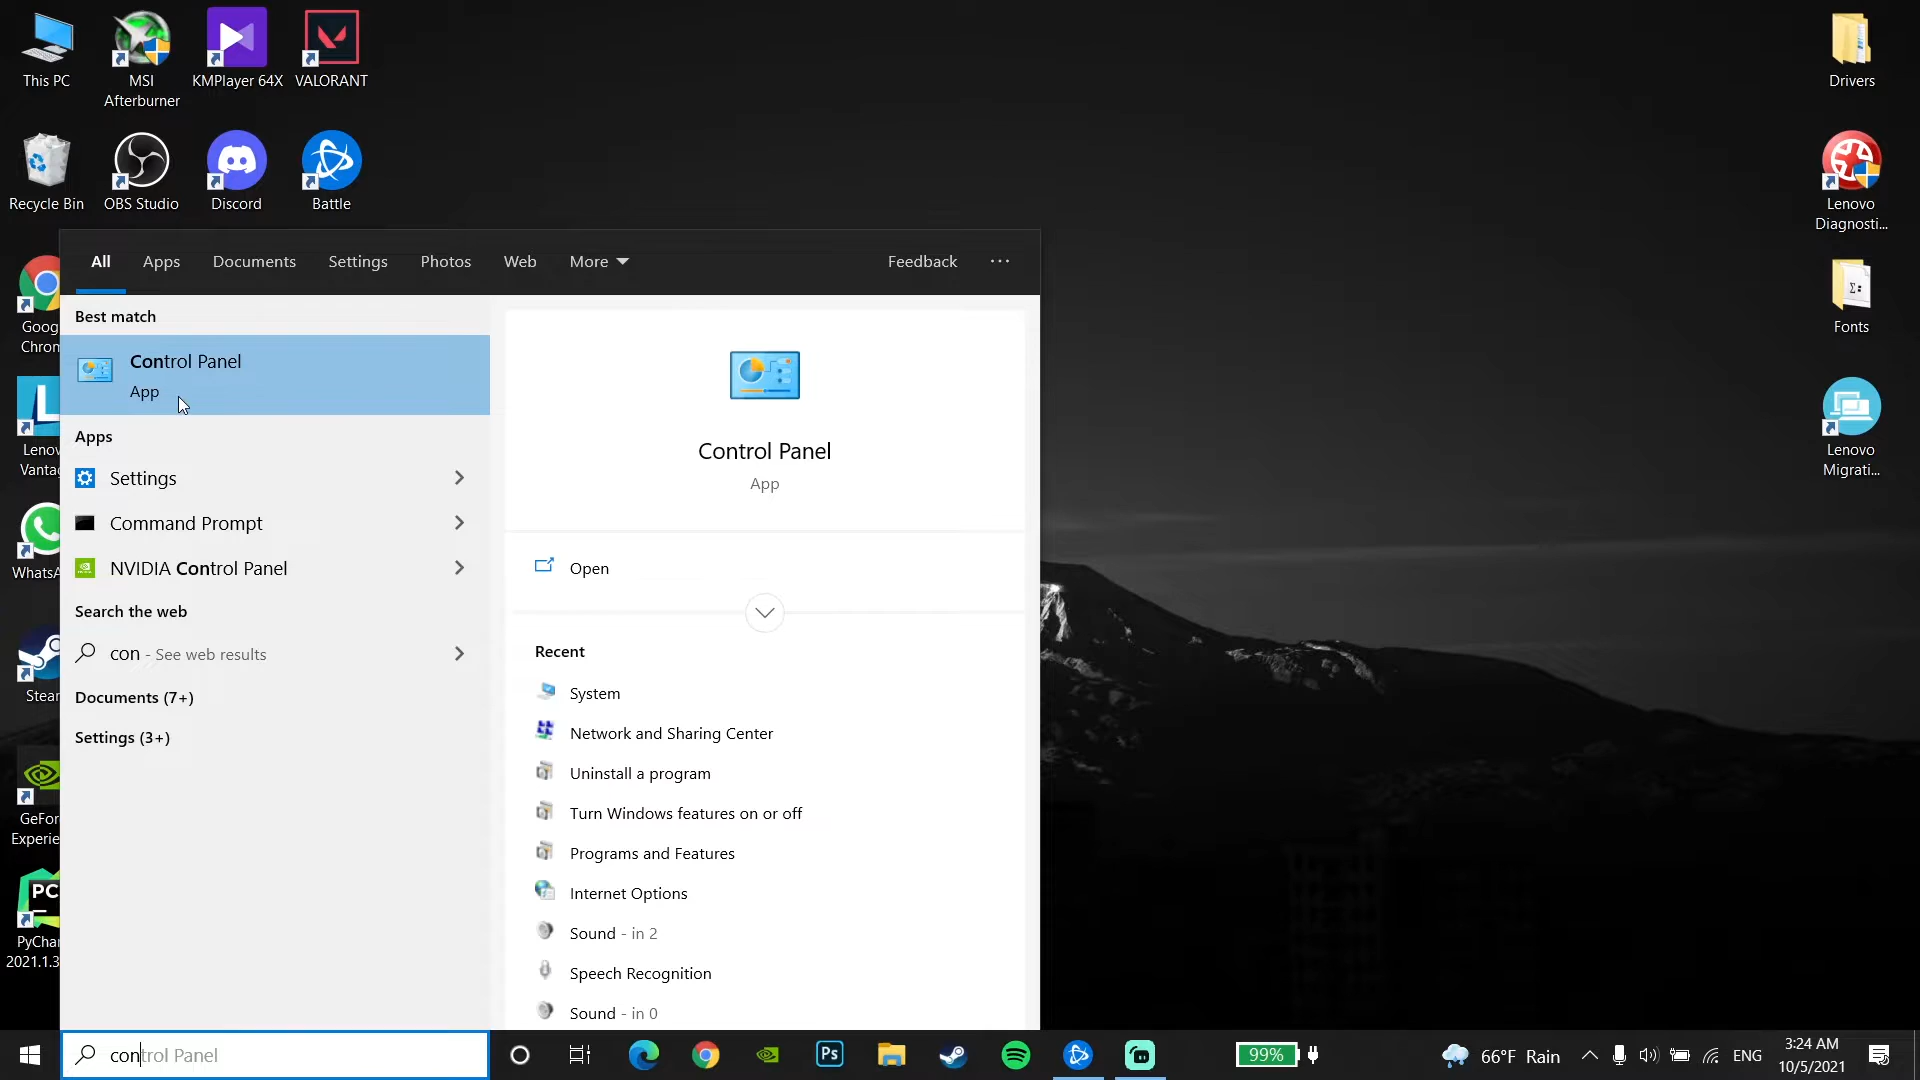 This PC
MSI
Afterburner
KMPlayer 64X
VALORANT
Drivers
Recycle Bin
OBS Studio
Discord
Battle
Lenovo
Diagnosti...
All
Apps
Documents
Settings
Photos
Web
More
Feedback
...
Goog
Chrom
Fonts
Best match
Control Panel
App
Control Panel
App
Lenov
Vantag
Lenovo
Migrati...
Apps
Settings
Command Prompt
NVIDIA Control Panel
Open
WhatsA
Search the web
con - See web results
Recent
Stear
Documents (7+)
Settings (3+)
System
Network and Sharing Center
Uninstall a program
Turn Windows features on or off
Programs and Features
Internet Options
Sound - in 2
Speech Recognition
Sound - in 0
GeFor
Experie
PC
PyChar
2021.1.3
control Panel
Ps
99%
66°F Rain
ENG
3:24 AM
10/5/2021